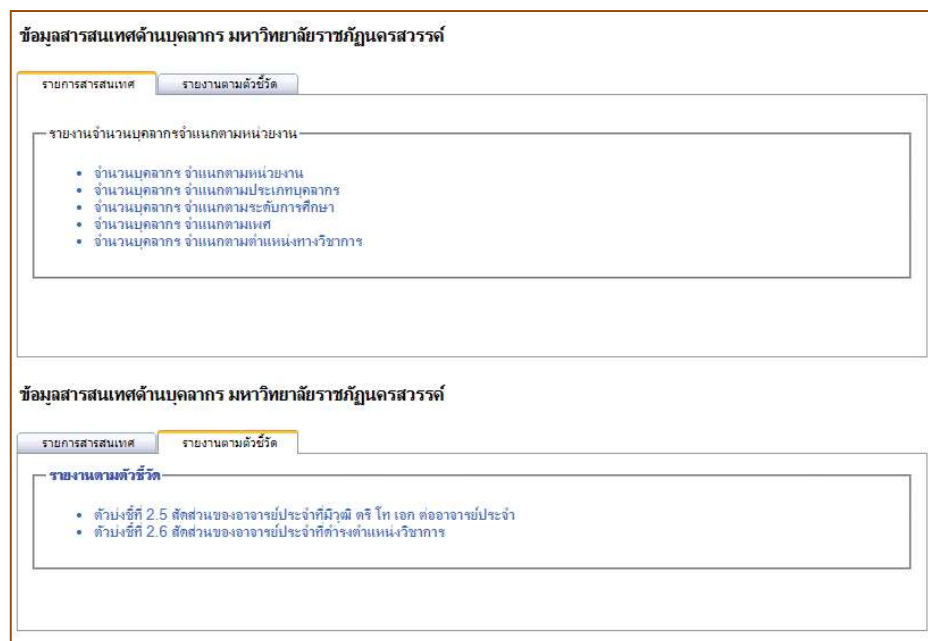 ข้อมูลสารสนเทศด้านบุคลากร มหาวิทยาลัยราชภัฏนครสวรรค์
รายการสารสนเทศ รายงานตามตัวชี้วัด
รายงานจำนวนบุคลากรจำแนกตามหน่วยงาน
• จำนวนบุคลากร จำแนกตามหน่วยงาน
• จำนวนบุคลากร จำแนกตามประเภทบุคลากร
• จำนวนบุคลากร จำแนกตามระดับการศึกษา
• จำนวนบุคลากร จำแนกตามเพศ
• จำนวนบุคลากร จำแนกตามตำแหน่งทางวิชาการ
ข้อมูลสารสนเทศด้านบุคลากร มหาวิทยาลัยราชภัฏนครสวรรค์
รายการสารสนเทศ รายงานตามตัวชี้วัด
รายงานตามตัวชี้วัด
• ตัวบ่งชี้ที่ 2.5 สัดส่วนของอาจารย์ประจำที่มีวุฒิ ตรี โท เอก ต่ออาจารย์ประจำ
• ตัวบ่งชี้ที่ 2.6 สัดส่วนของอาจารย์ประจำที่ดำรงตำแหน่งวิชาการ